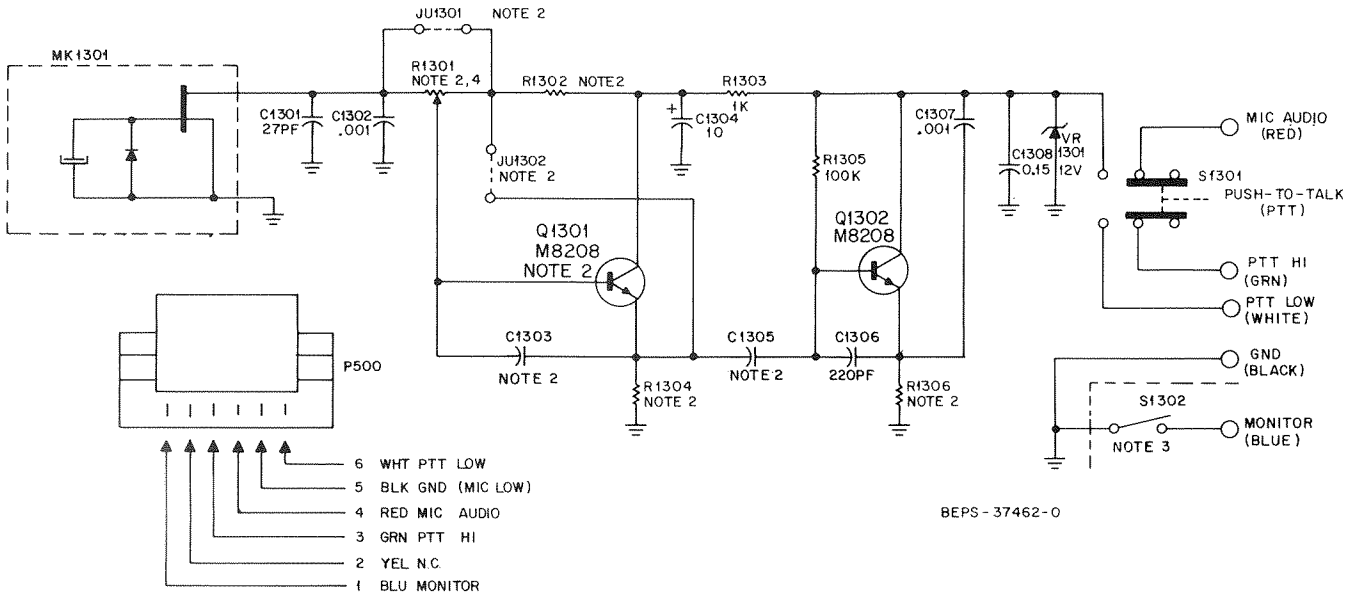 JU1301 NOTE 2
MK1301
R1301
NOTE 2,4
R1302 NOTE2
R1303
1K
C1301
27PF
C1302
.001
+
C1304
10
C1307
.001
JU1302
NOTE 2
R1305
100K
C1308
0.15
VR
1301
12V
MIC AUDIO
(RED)
S1301
PUSH-TO-TALK
(PTT)
Q1301
M8208
NOTE 2
Q1302
M8208
PTT HI
(GRN)
PTT LOW
(WHITE)
C1303
NOTE 2
C1305
NOTE 2
C1306
220PF
GND
(BLACK)
P500
R1304
NOTE 2
R1306
NOTE 2
S1302
NOTE 3
MONITOR
(BLUE)
6 WHT PTT LOW
5 BLK GND (MIC LOW)
4 RED MIC AUDIO
3 GRN PTT HI
2 YEL N.C.
1 BLU MONITOR
BEPS-37462-O